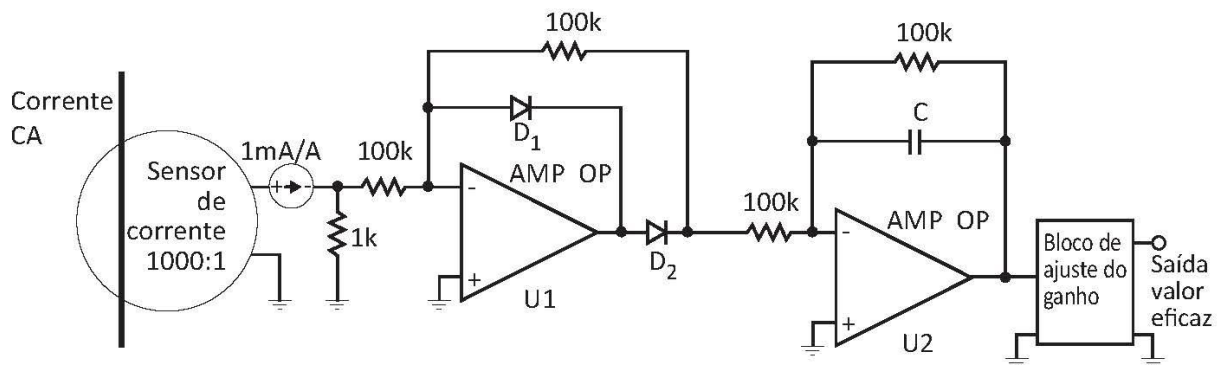 Corrente
CA
Sensor
de
corrente
1000:1
1mA/A
+ -
100k
1k
100k
D1
AMP OP
-
+
U1
D2
100k
100k
C
AMP OP
-
+
U2
Bloco de
ajuste do
ganho
Saída
valor
eficaz